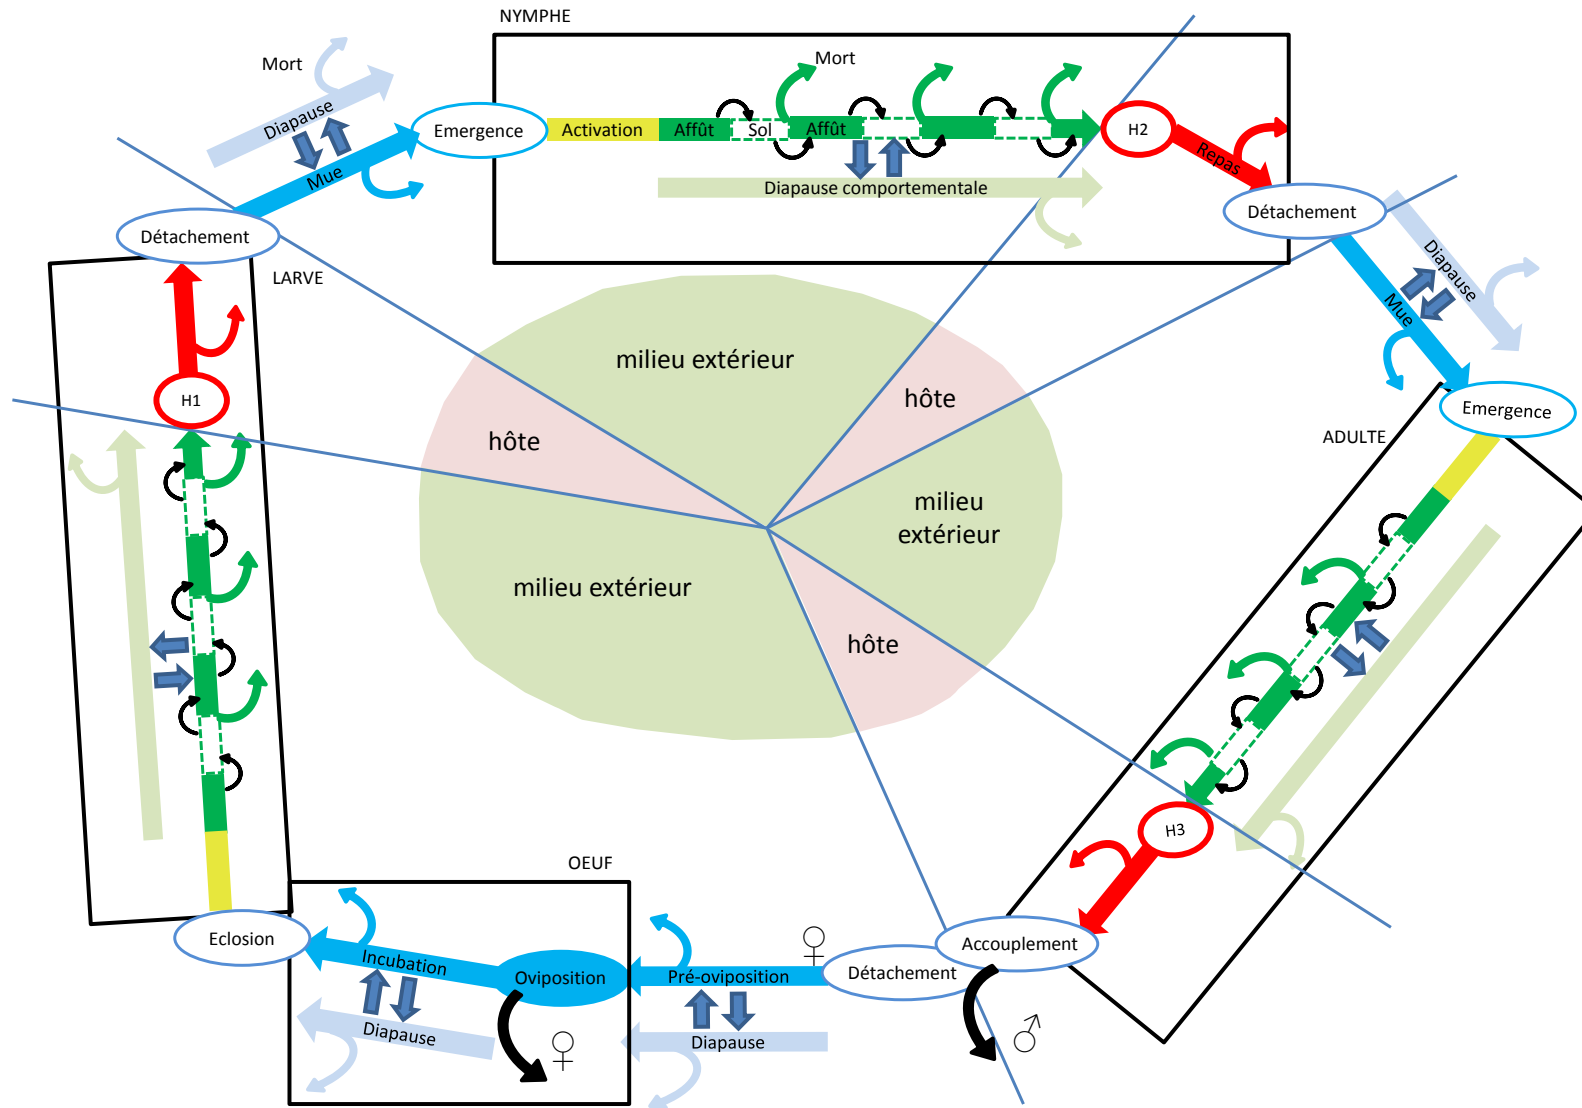 NYMPHE
Mort
Diapause
Mue
Emergence
Activation
Affût
Sol
Affût
Mort
Diapause comportementale
H2
Repas
Détachement
Diapause
Mue
Emergence
ADULTE
Détachement
LARVE
H1
milieu extérieur
hôte
hôte
milieu
extérieur
milieu extérieur
hôte
H3
Accouplement
♂
Détachement
♀
Pré-oviposition
Diapause
OEUF
Oviposition
♀
Incubation
Diapause
Eclosion